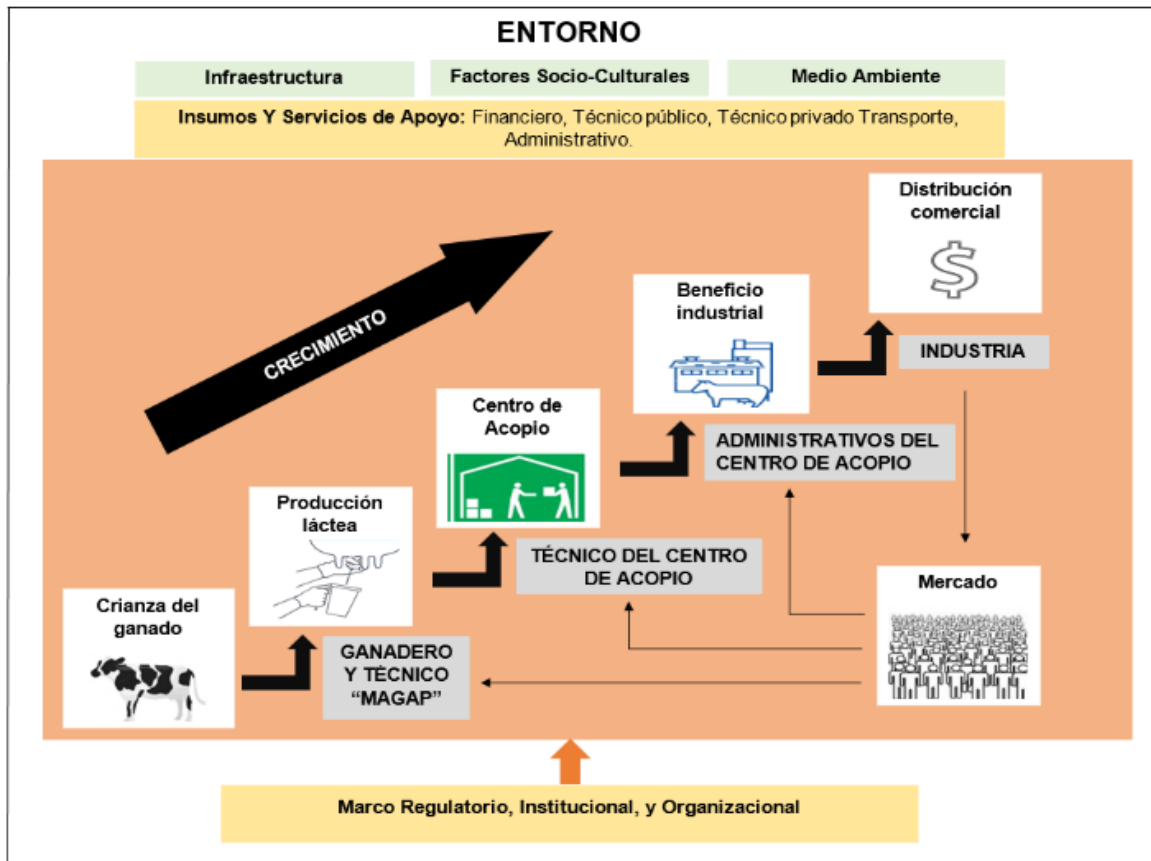 ENTORNO
Infraestructura
Factores Socio-Culturales
Medio Ambiente
Insumos Y Servicios de Apoyo: Financiero, Técnico público, Técnico privado Transporte,
Administrativo.
Distribución
comercial
$
Beneficio
industrial
INDUSTRIA
CRECIMIENTO
Centro de
Acopio
ADMINISTRATIVOS DEL
CENTRO DE ACOPIO
Producción
láctea
TÉCNICO DEL CENTRO
DE ACOPIO
Mercado
Crianza del
ganado
GANADERO
Y TÉCNICO
“MAGAP”
Marco Regulatorio, Institucional, y Organizacional